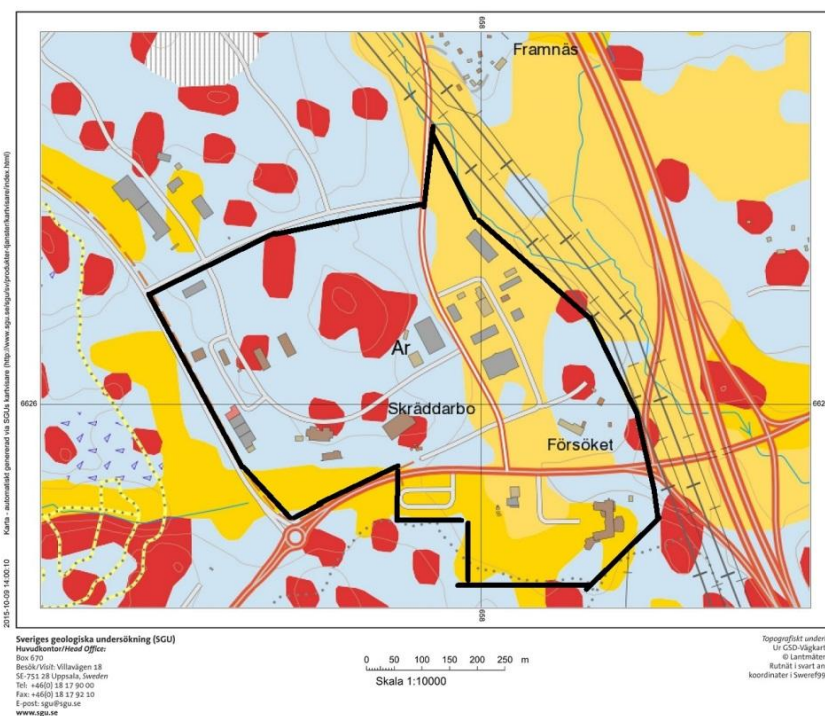 Framnäs
658
Ar
Skräddarbo
Försöket
6626
662
658
Karta - automatiskt genererad via SGUs kartvisare (http://www.sgu.se/sgu/sv/produkter-tjanster/kartvisare/index.html)
2015-10-09 14:00:10
Sveriges geologiska undersökning (SGU)
Huvudkontor/Head Office:
Box 670
Besök/Visit: Villavägen 18
SE-751 28 Uppsala, Sweden
Tel: +46(0) 18 17 90 00
Fax: +46(0) 18 17 92 10
E-post: sgu@sgu.se
www.sgu.se
0 50 100 150 200 250 m
Skala 1:10000
Topografiskt under
Ur GSD-Vägkart
© Lantmäter
Rutnät i svart an
koordinater i Sweref99